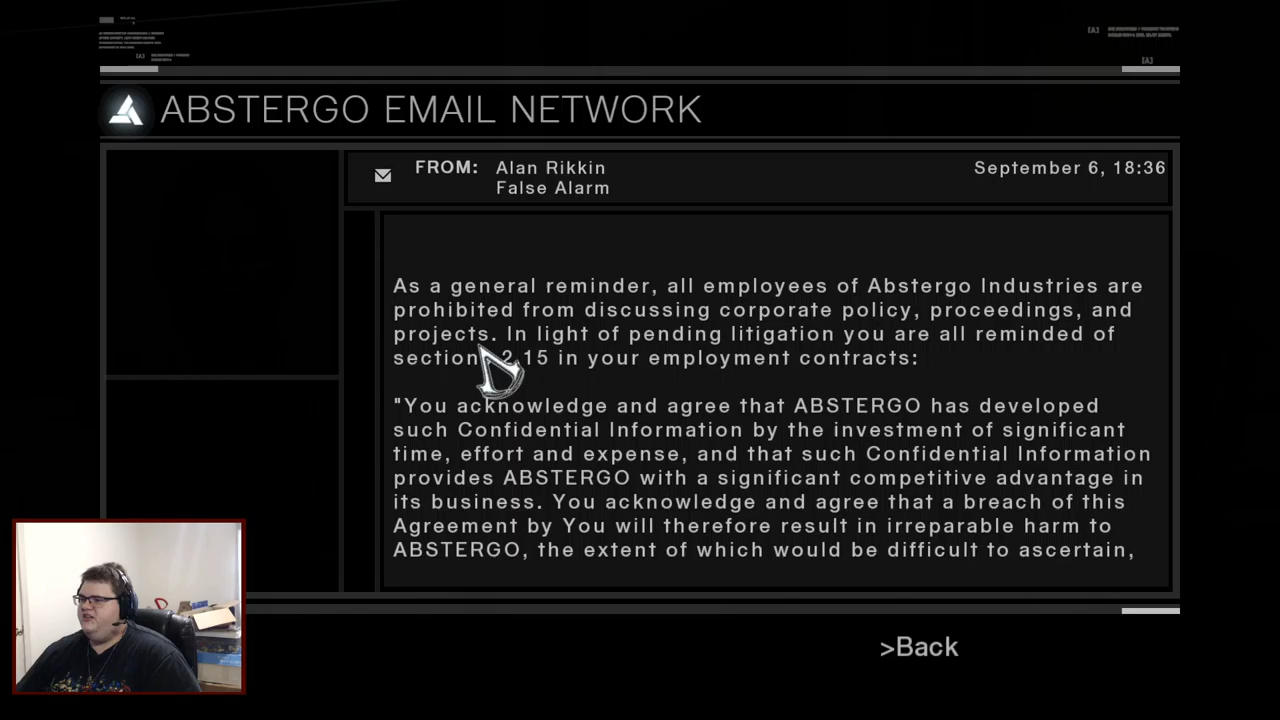 ABSTERGO EMAIL NETWORK
FROM: Alan Rikkin September 6, 18:36
False Alarm
As a general reminder, all employees of Abstergo Industries are
prohibited from discussing corporate policy, proceedings, and
projects. In light of pending litigation you are all reminded of
section 2.15 in your employment contracts:
"You acknowledge and agree that ABSTERGO has developed
such Confidential Information by the investment of significant
time, effort and expense, and that such Confidential Information
provides ABSTERGO with a significant competitive advantage in
its business. You acknowledge and agree that a breach of this
Agreement by You will therefore result in irreparable harm to
ABSTERGO, the extent of which would be difficult to ascertain,
>Back